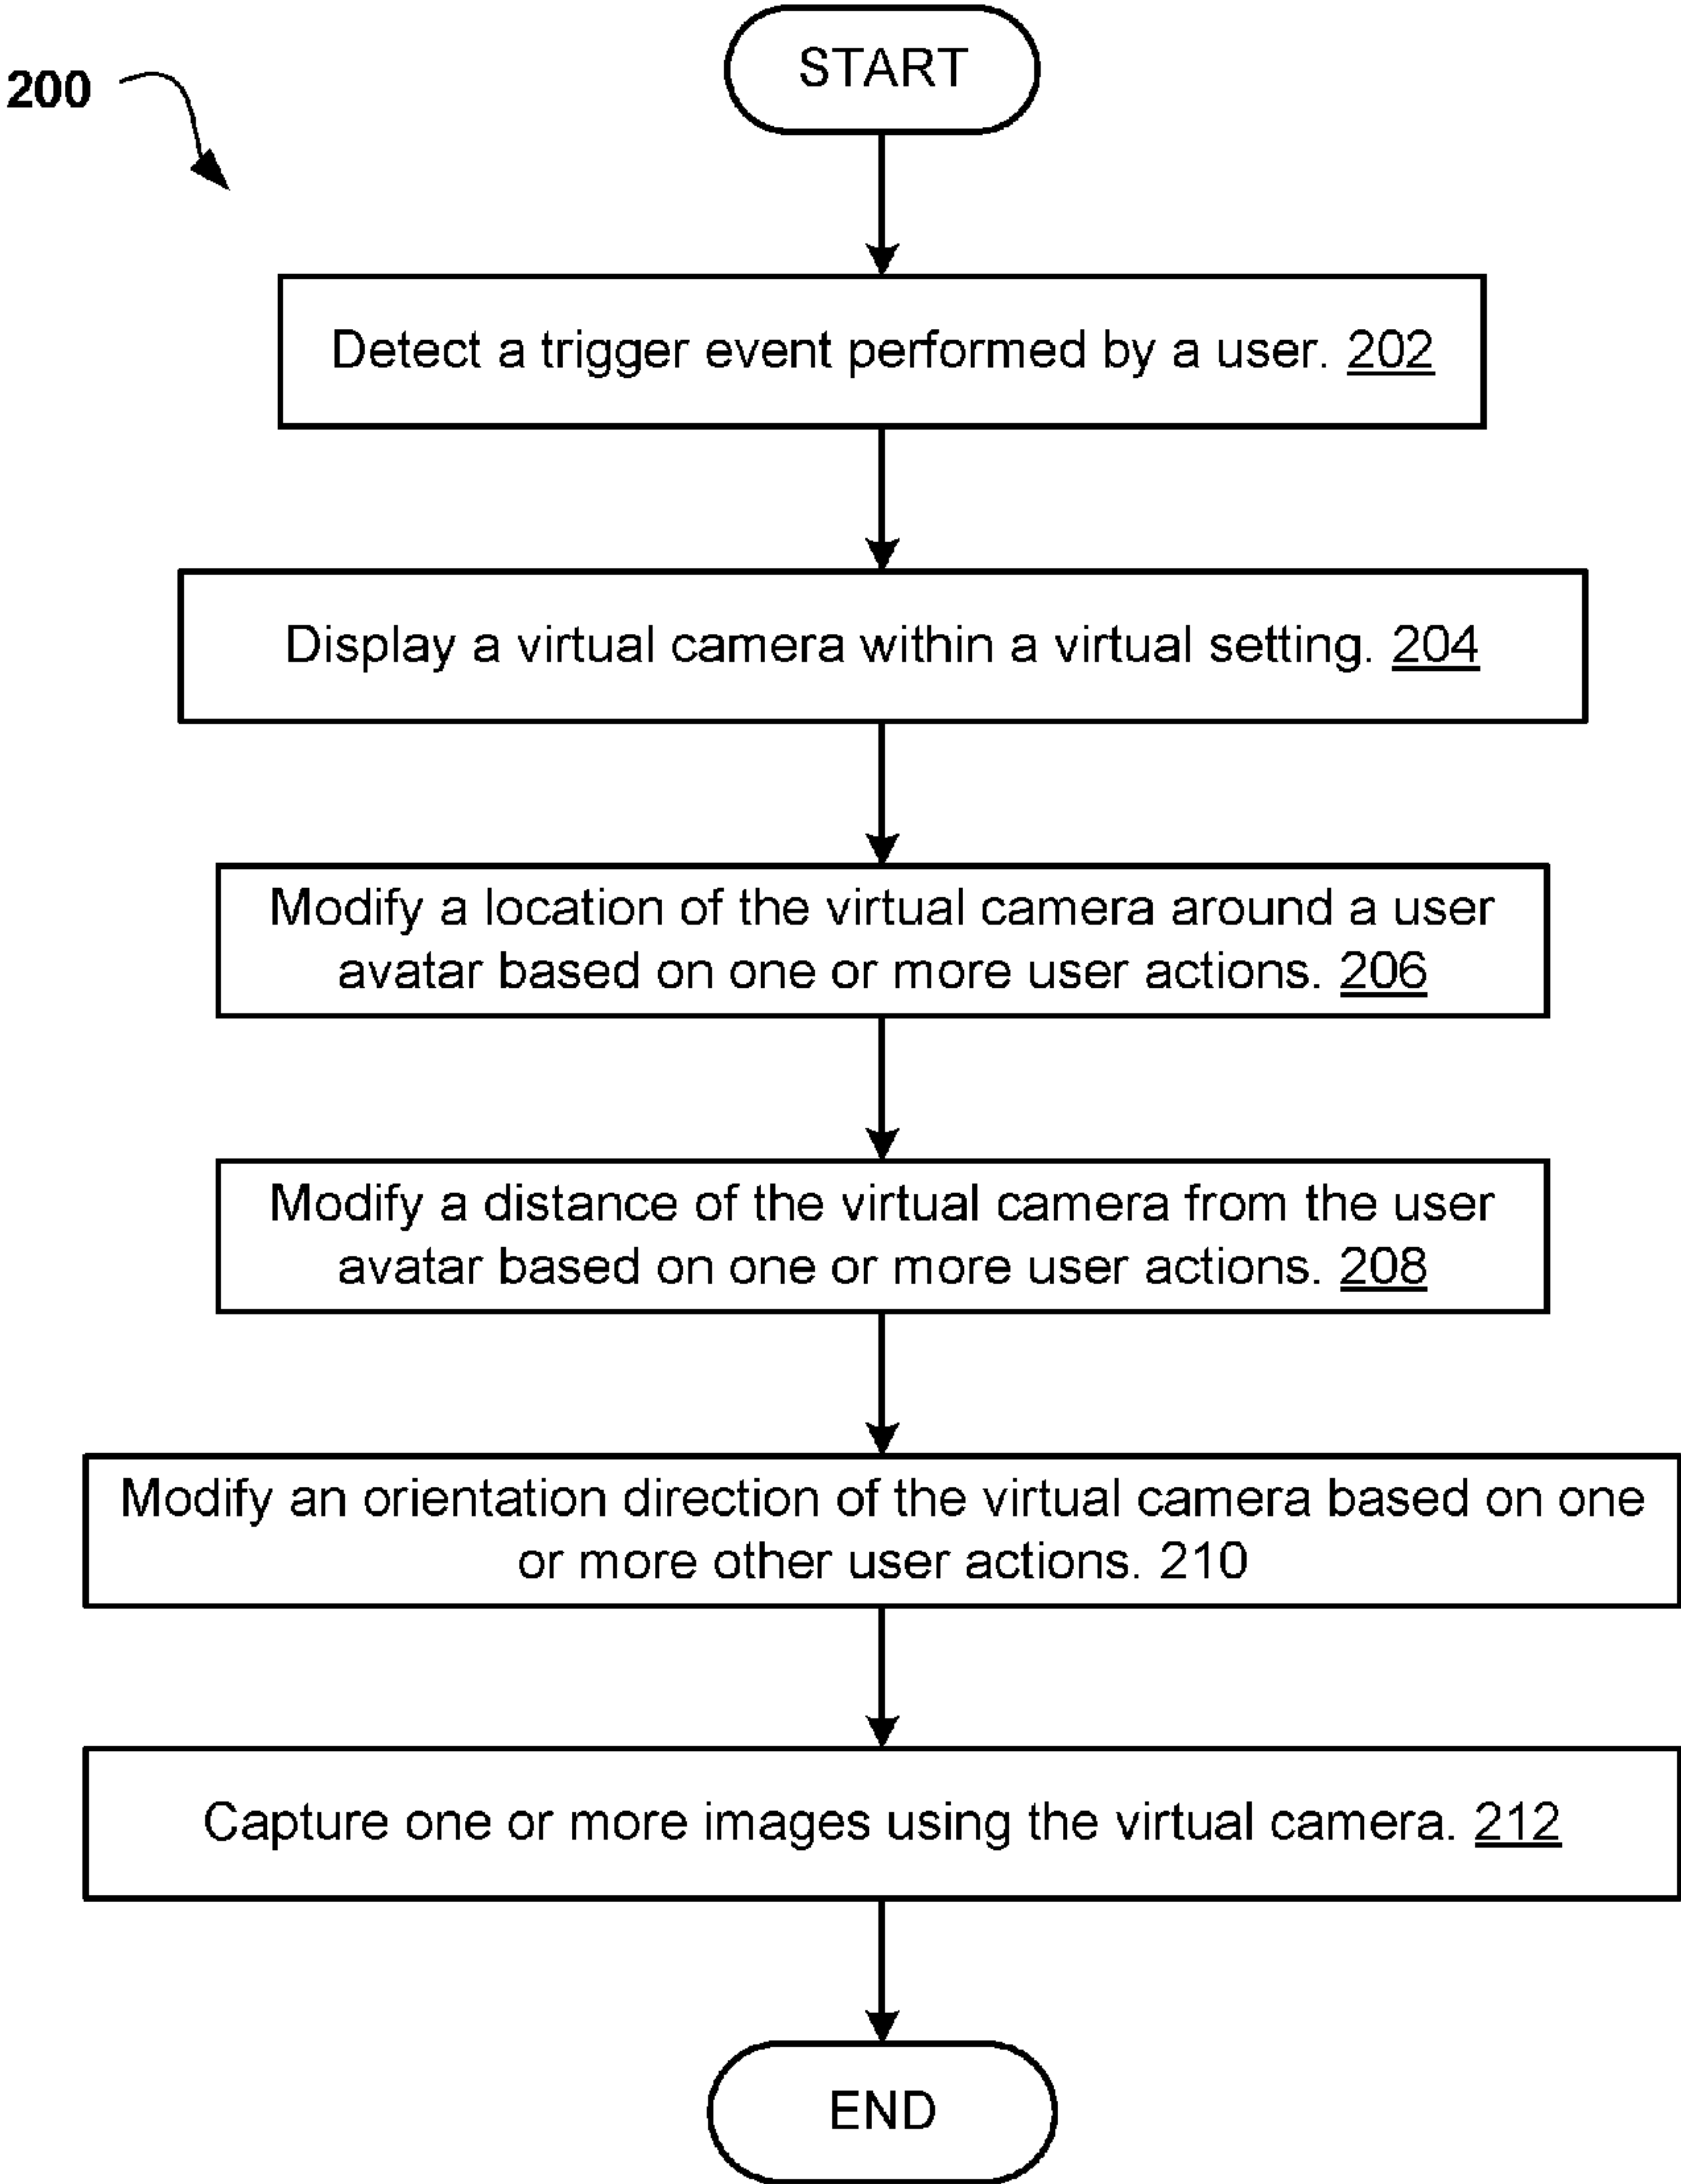 START
200
Detect a trigger event performed by a user. 202
Display a virtual camera within a virtual setting. 204
Modify a location of the virtual camera around a user
avatar based on one or more user actions. 206
Modify a distance of the virtual camera from the user
avatar based on one or more user actions. 208
Modify an orientation direction of the virtual camera based on one
or more other user actions. 210
Capture one or more images using the virtual camera. 212
END